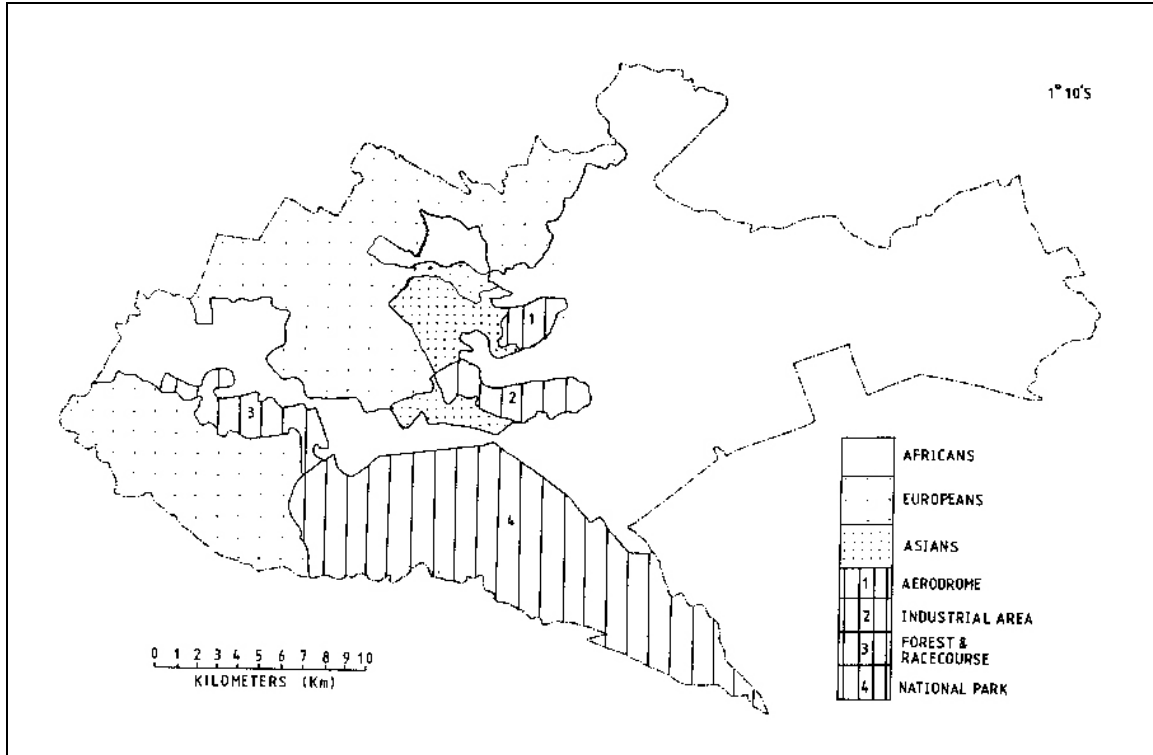 1° 10'S
1
2
3
4
AFRICANS
EUROPEANS
ASIANS
1 AERODROME
2 INDUSTRIAL AREA
3 FOREST &
RACECOURSE
4 NATIONAL PARK
0 1 2 3 4 5 6 7 8 9 10
KILOMETERS (Km)